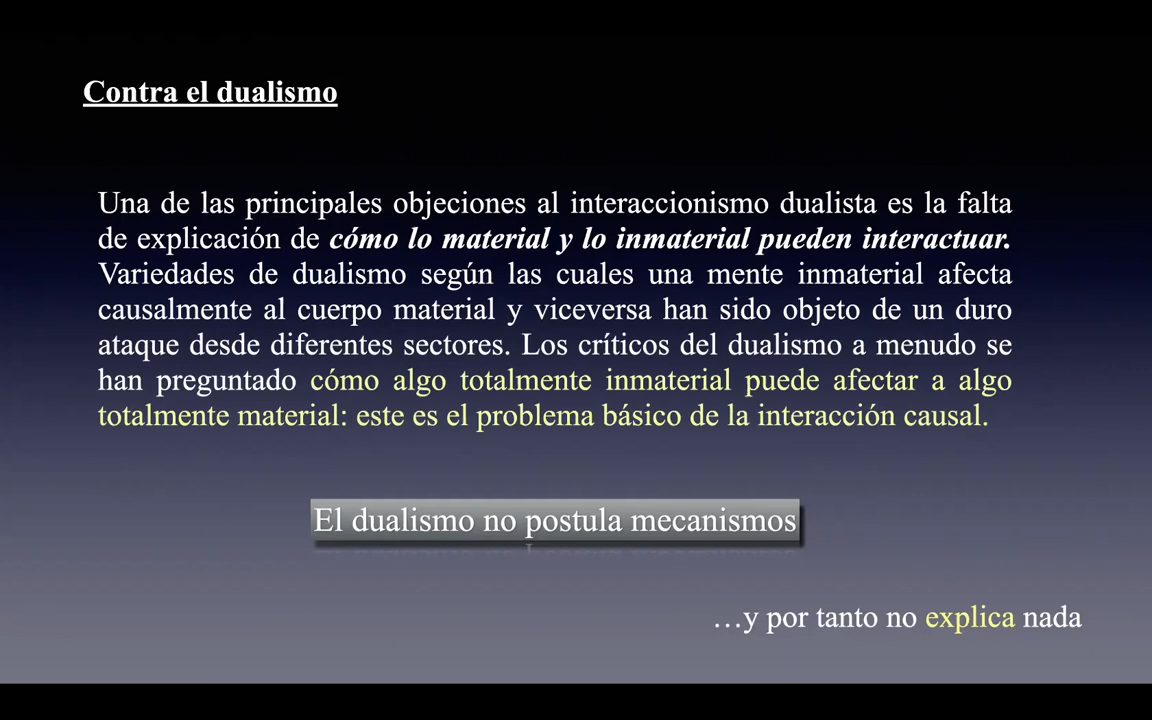 Contra el dualismo
Una de las principales objeciones al interaccionismo dualista es la falta
de explicación de cómo lo material y lo inmaterial pueden interactuar.
Variedades de dualismo según las cuales una mente inmaterial afecta
causalmente al cuerpo material y viceversa han sido objeto de un duro
ataque desde diferentes sectores. Los críticos del dualismo a menudo se
han preguntado cómo algo totalmente inmaterial puede afectar a algo
totalmente material: este es el problema básico de la interacción causal.
El dualismo no postula mecanismos
…y por tanto no explica nada